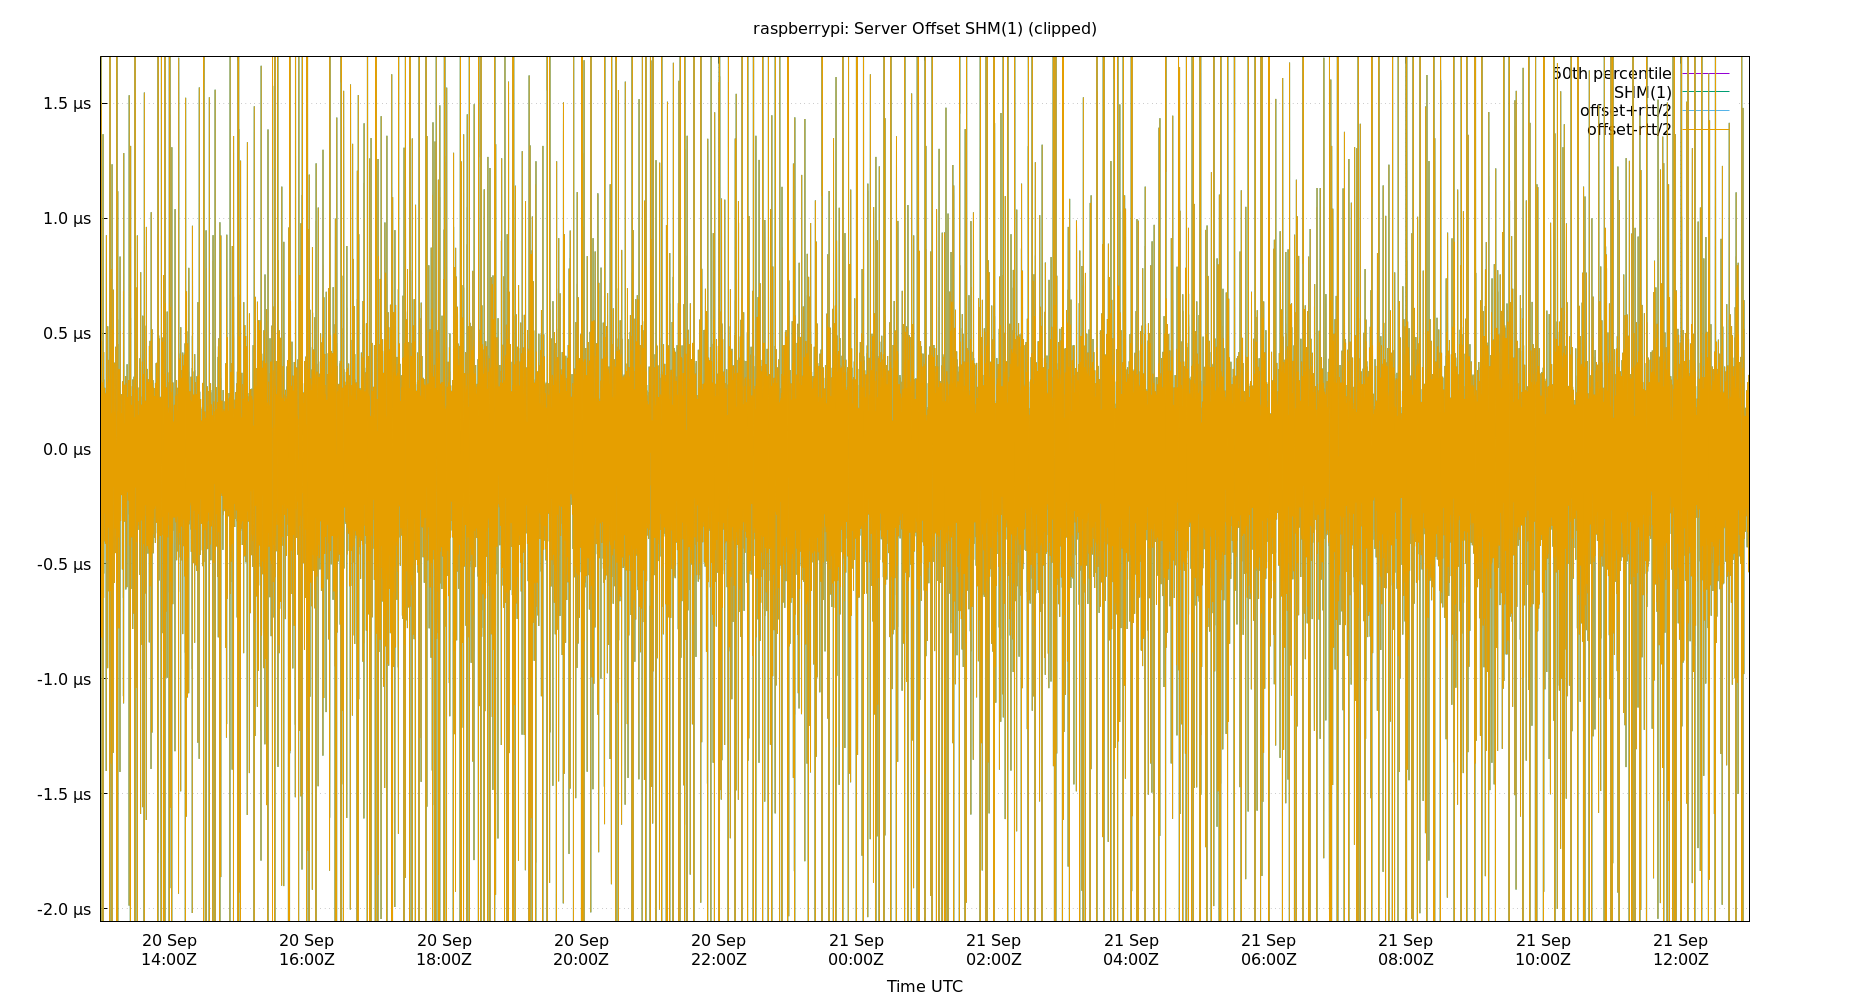 raspberrypi: Server Offset SHM(1) (clipped)
50th percentile
SHM(1)
offset+rtt/2
offset-rtt/2
1.5 µs
1.0 µs
0.5 µs
0.0 µs
-0.5 µs
-1.0 µs
-1.5 µs
-2.0 µs
20 Sep 20 Sep 20 Sep 20 Sep 20 Sep 21 Sep 21 Sep 21 Sep 21 Sep 21 Sep 21 Sep 21 Sep
14:00Z 16:00Z 18:00Z 20:00Z 22:00Z 00:00Z 02:00Z 04:00Z 06:00Z 08:00Z 10:00Z 12:00Z
Time UTC